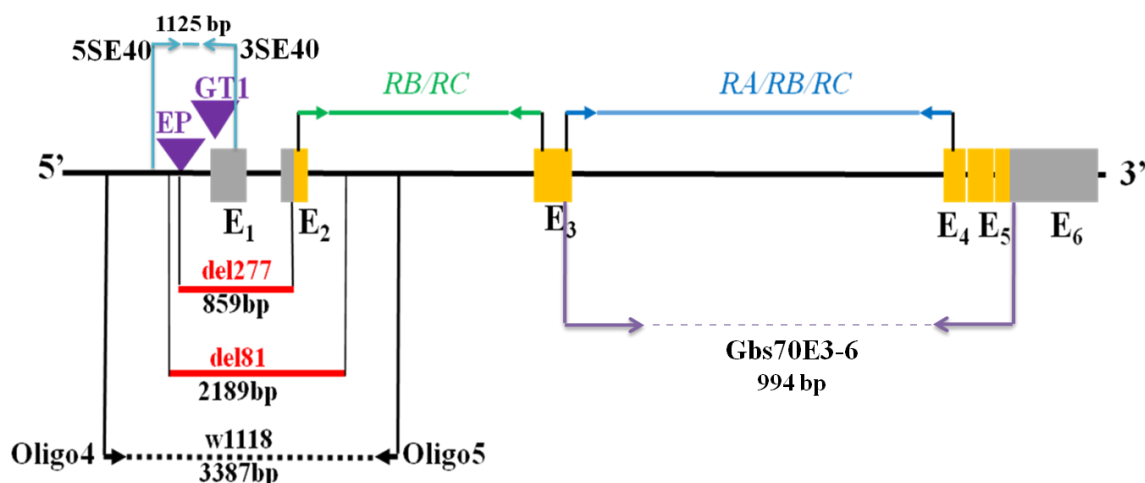 1125 bp
5SE40
3SE40
GT1
EP
RB/RC
RA/RB/RC
5’
3’
E1
E2
E3
E4
E5
E6
del277
859bp
del81
2189bp
Gbs70E3-6
994 bp
w1118
Oligo4
Oligo5
3387bp